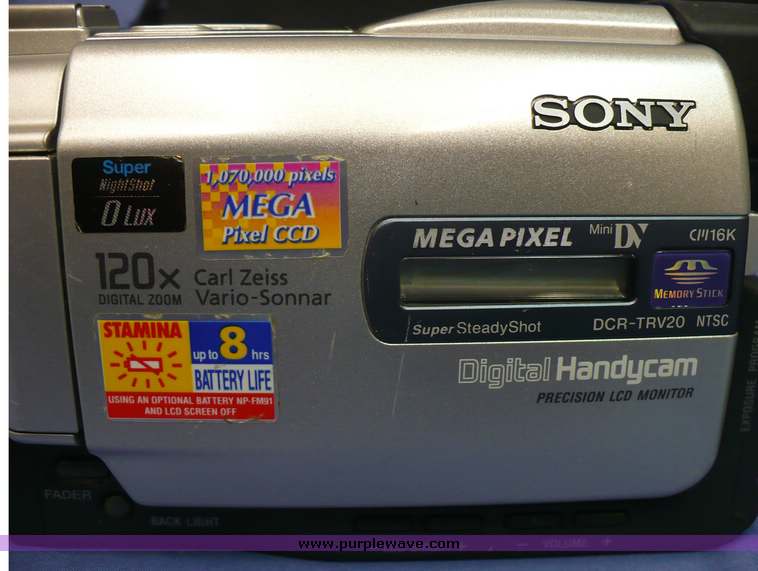 SONY
Super
NightShot
0 LUX
1,070,000 pixels
MEGA
Pixel CCD
MEGA PIXEL
Mini DV
16K
120x
DIGITAL ZOOM
Carl Zeiss
Vario-Sonnar
MEMORY STICK
Super SteadyShot
DCR-TRV20 NTSC
STAMINA
up to 8 hrs
BATTERY LIFE
USING AN OPTIONAL BATTERY NP-FM91
AND LCD SCREEN OFF
Digital Handycam
PRECISION LCD MONITOR
EXPOSURE PROGRAM
FADER
BACK LIGHT
- VOLUME +
www.purplewave.com